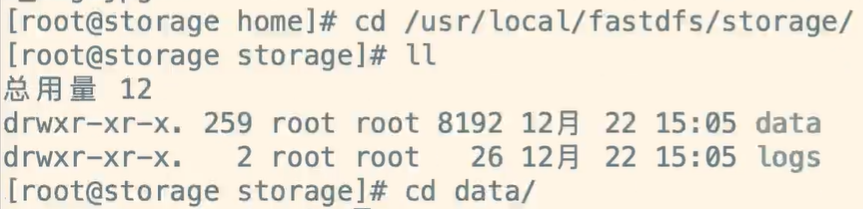 [root@storage home]# cd /usr/local/fastdfs/storage/
[root@storage storage]# ll
总用量 12
drwxr-xr-x. 259 root root 8192 12月 22 15:05 data
drwxr-xr-x.   2 root root   26 12月 22 15:05 logs
[root@storage storage]# cd data/